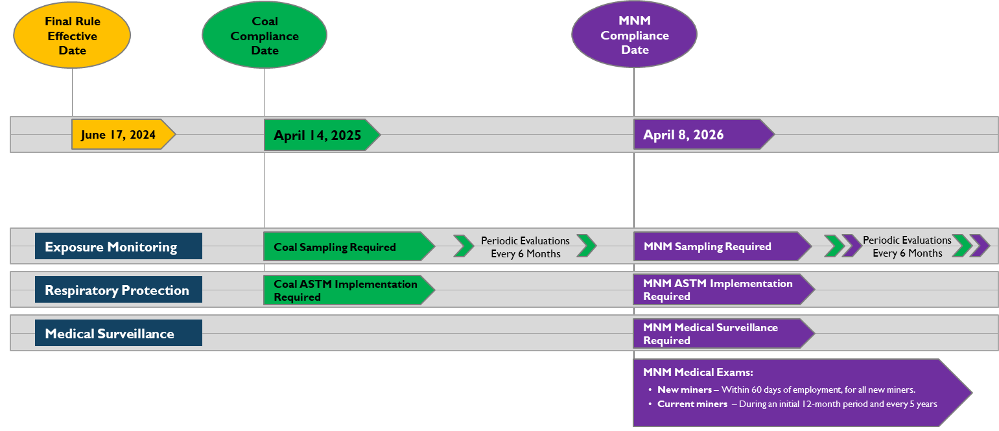 Final Rule
Effective
Date
Coal
Compliance
Date
MNM
Compliance
Date
June 17, 2024
April 14, 2025
April 8, 2026
Exposure Monitoring
Coal Sampling Required
Periodic Evaluations
Every 6 Months
MNM Sampling Required
Periodic Evaluations
Every 6 Months
Respiratory Protection
Coal ASTM Implementation
Required
MNM ASTM Implementation
Required
Medical Surveillance
MNM Medical Surveillance
Required
MNM Medical Exams:
• New miners – Within 60 days of employment, for all new miners.
• Current miners – During an initial 12-month period and every 5 years